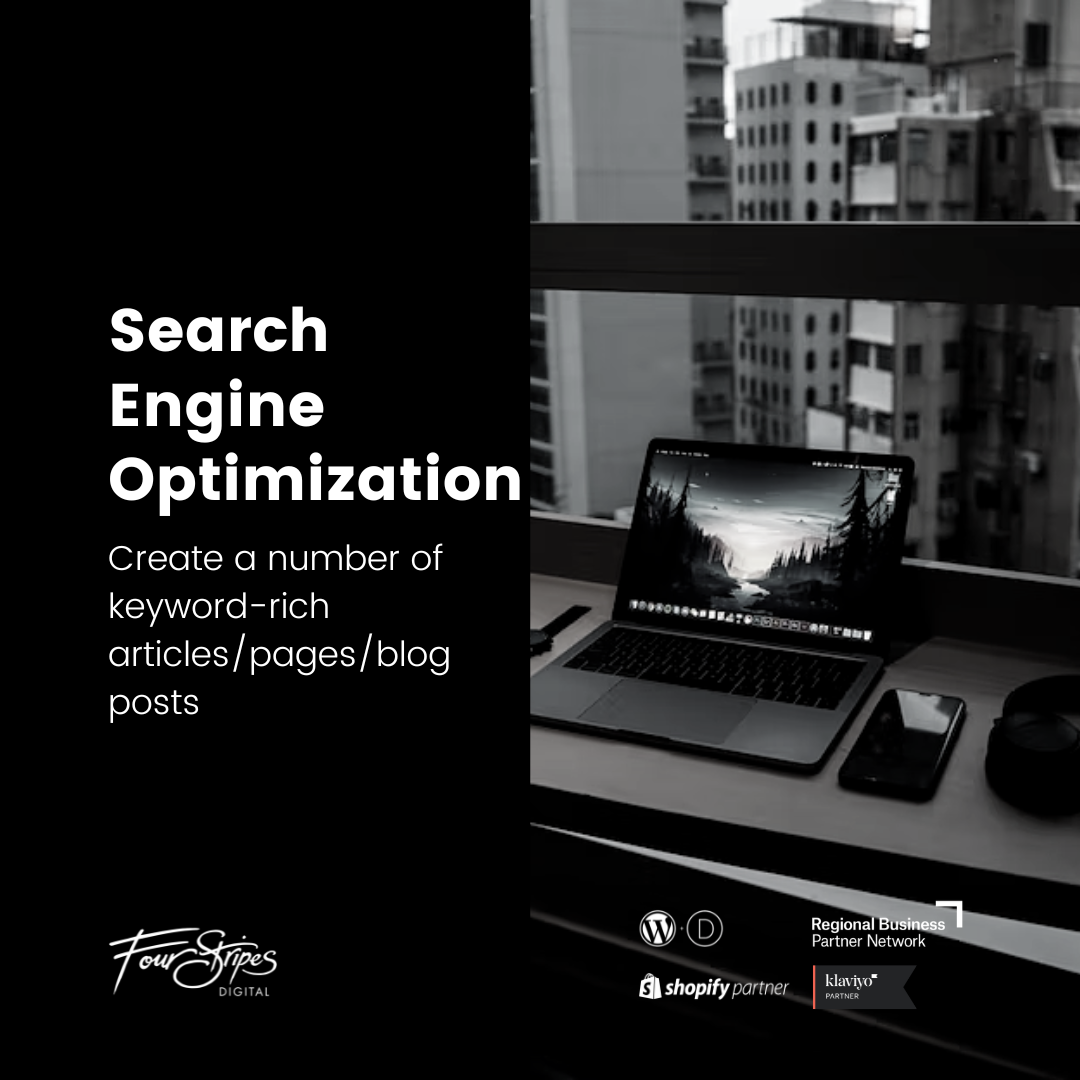 Search
Engine
Optimization
Create a number of
keyword-rich
articles/pages/blog
posts
Four Stripes
DIGITAL
W
D
Regional Business
Partner Network
shopify partner
klaviyo
PARTNER